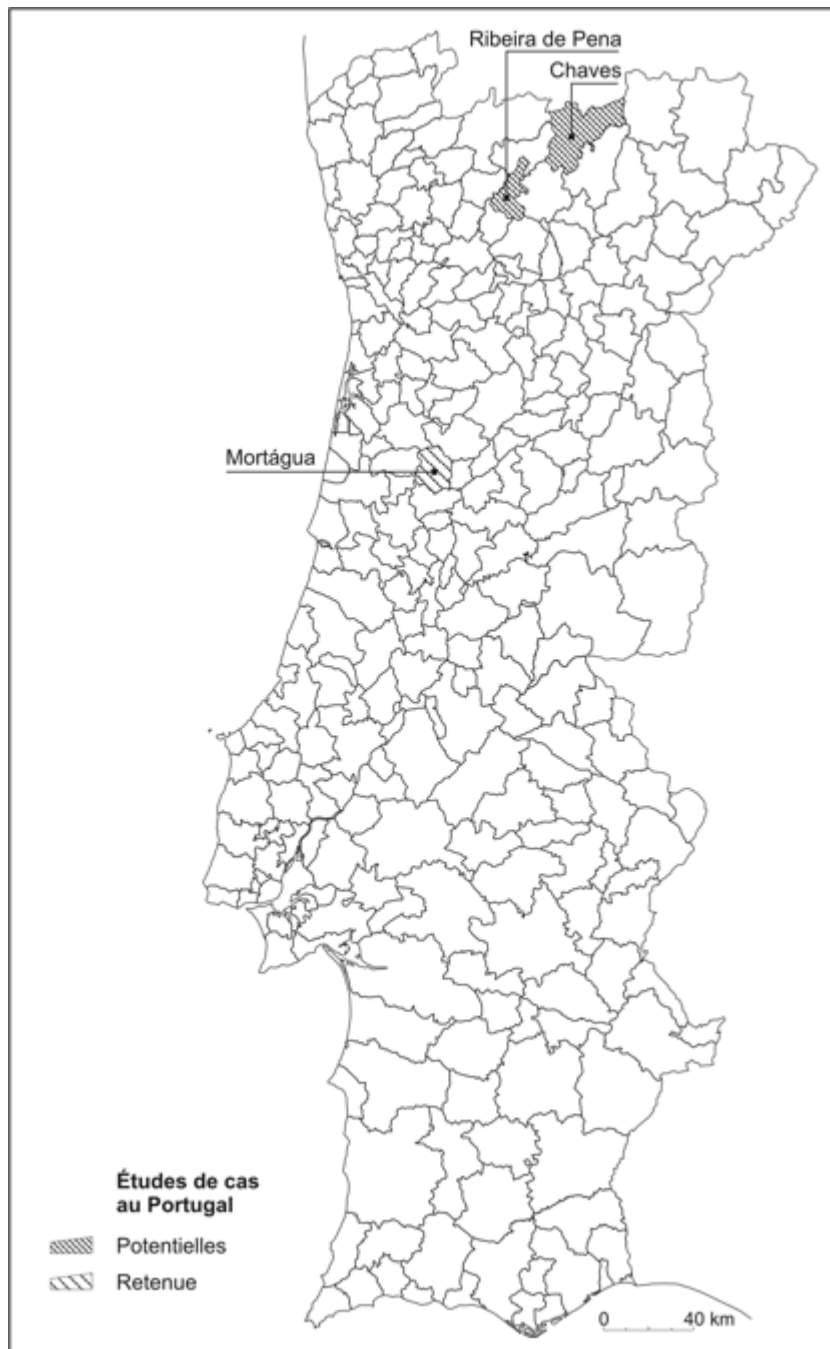 Ribeira de Pena
Chaves
Mortágua
Études de cas
au Portugal
Potentielles
Retenue
0 40 km